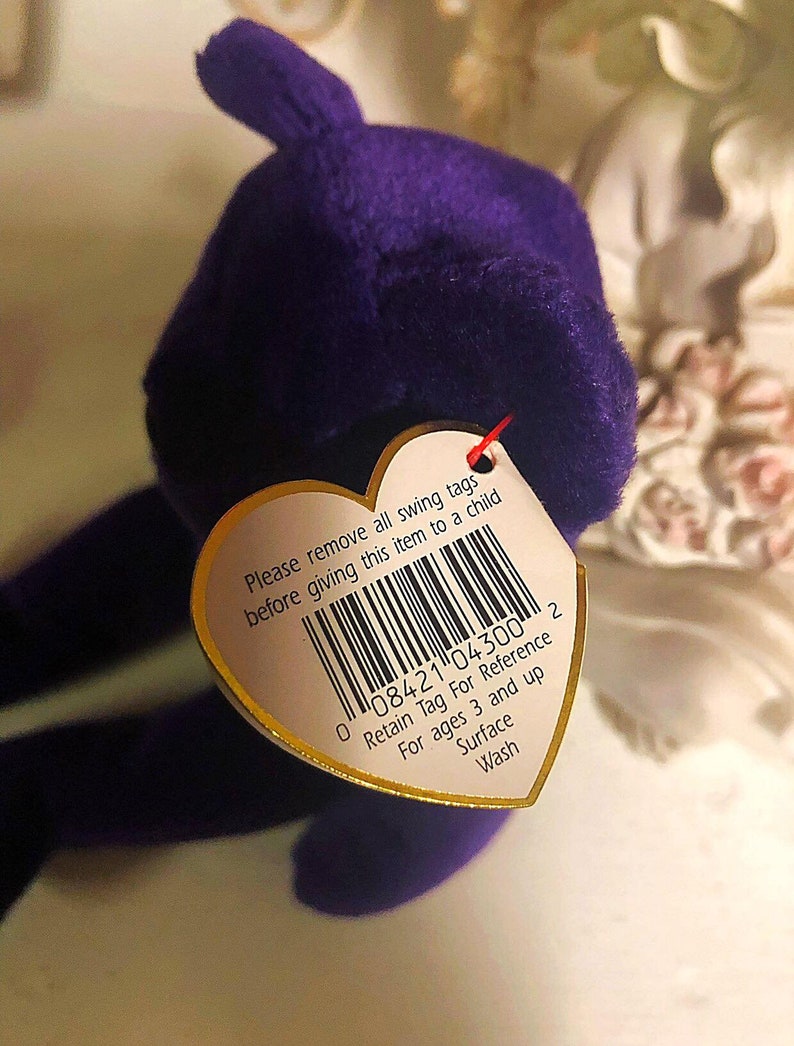 Please remove all swing tags
before giving this item to a child
0 08421 04300 2
Retain Tag For Reference
For ages 3 and up
Surface
Wash